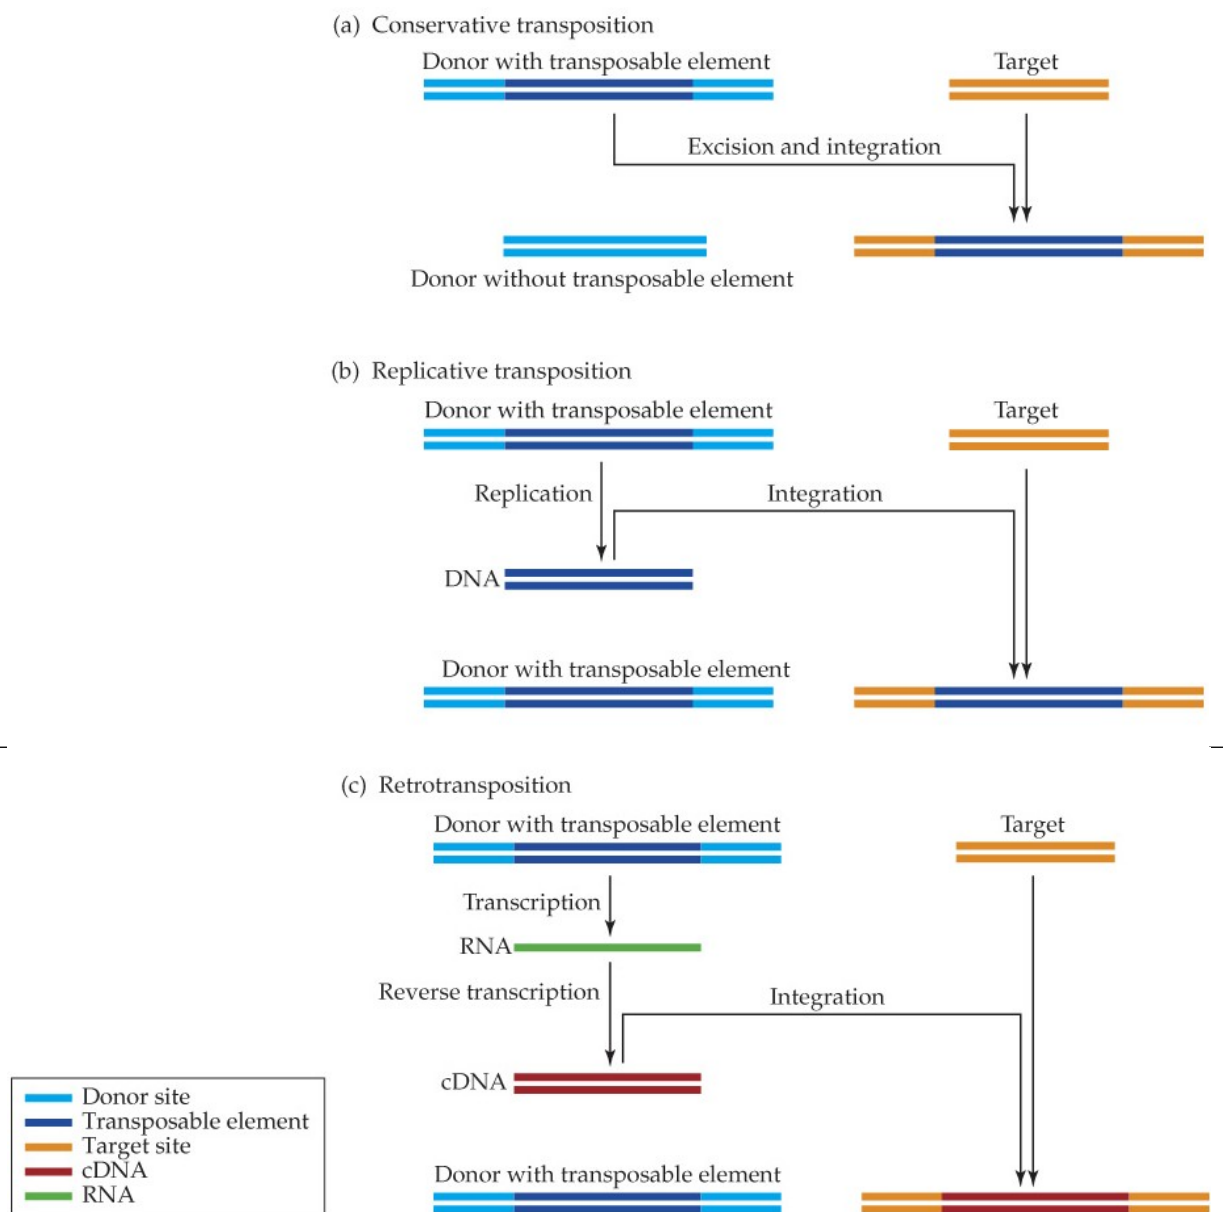 (a) Conservative transposition
Donor with transposable element
Target
Excision and integration
Donor without transposable element
(b) Replicative transposition
Donor with transposable element
Target
Replication
Integration
DNA
Donor with transposable element
(c) Retrotransposition
Donor with transposable element
Target
Transcription
RNA
Reverse transcription
Integration
cDNA
Donor with transposable element
Donor site
Transposable element
Target site
cDNA
RNA